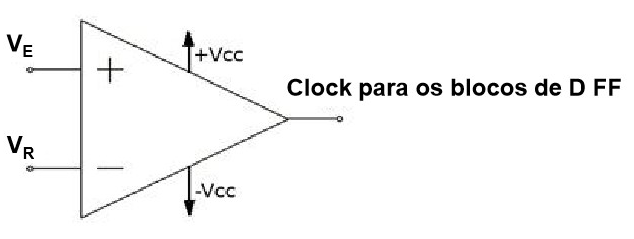 VE
+
+Vcc
Clock para os blocos de D FF
VR
−
-Vcc